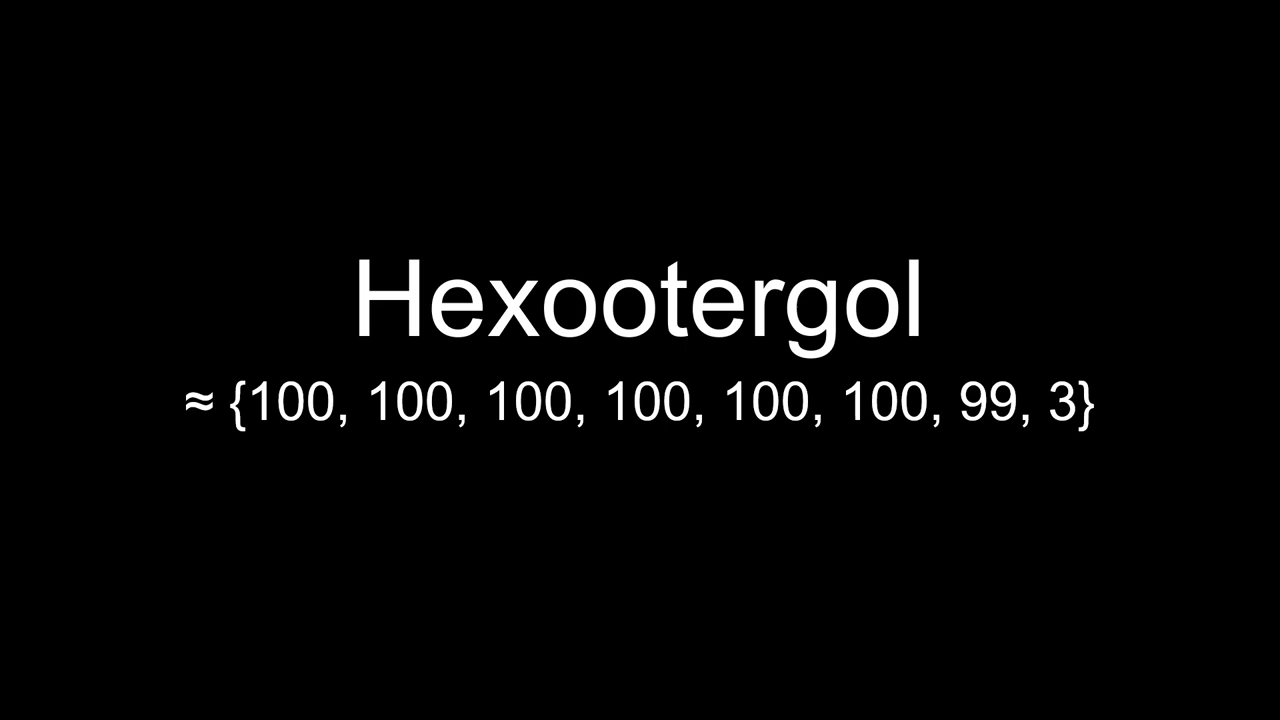 Hexootergol
≈ {100, 100, 100, 100, 100, 100, 99, 3}